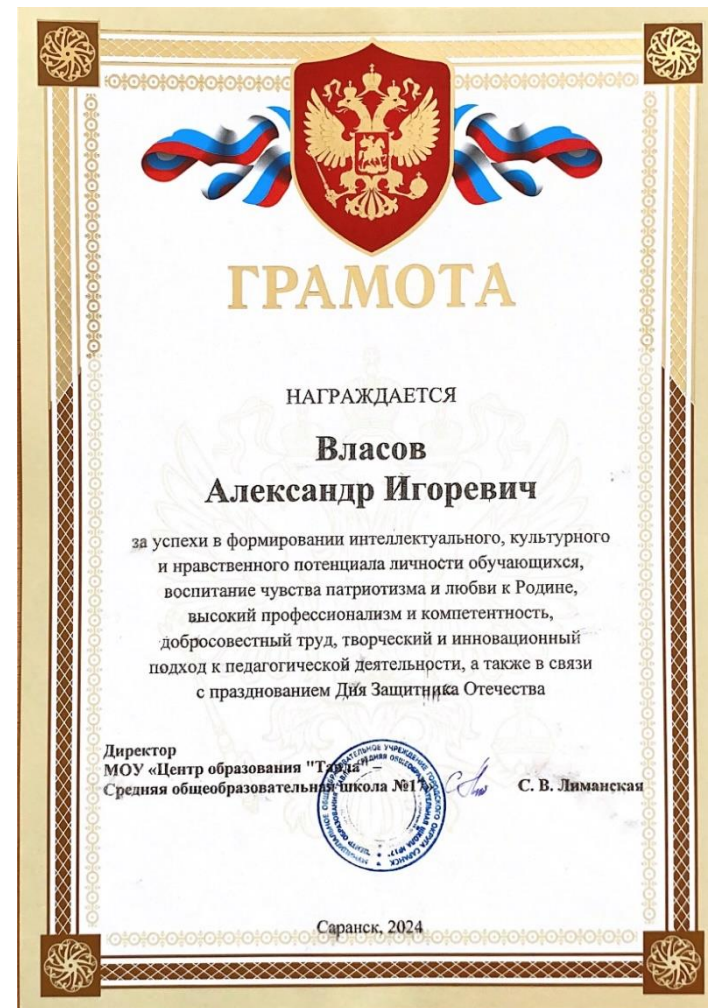 ГРАМОТА
НАГРАЖДАЕТСЯ
Власов
Александр Игоревич
за успехи в формировании интеллектуального, культурного
и нравственного потенциала личности обучающихся,
воспитание чувства патриотизма и любви к Родине,
высокий профессионализм и компетентность,
добросовестный труд, творческий и инновационный
подход к педагогической деятельности, а также в связи
с празднованием Дня Защитника Отечества
Директор
МОУ «Центр образования "Тавла" –
Средняя общеобразовательная школа №17» С. В. Лиманская
Саранск, 2024